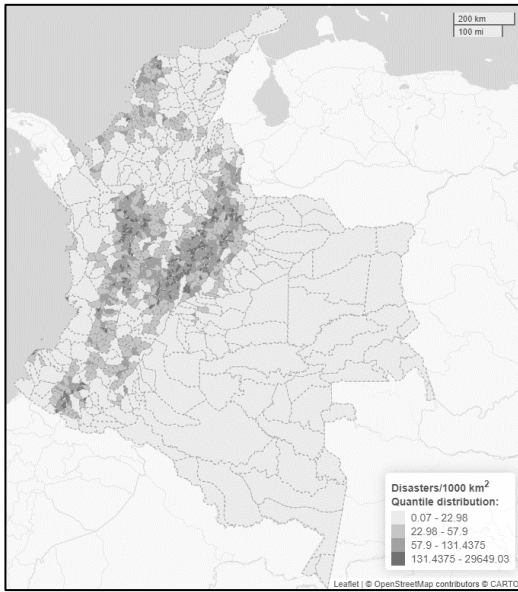 200 km
100 mi
Disasters/1000 km²
Quantile distribution:
0.07 - 22.98
22.98 - 57.9
57.9 - 131.4375
131.4375 - 29649.03
Leaflet | © OpenStreetMap contributors © CARTO